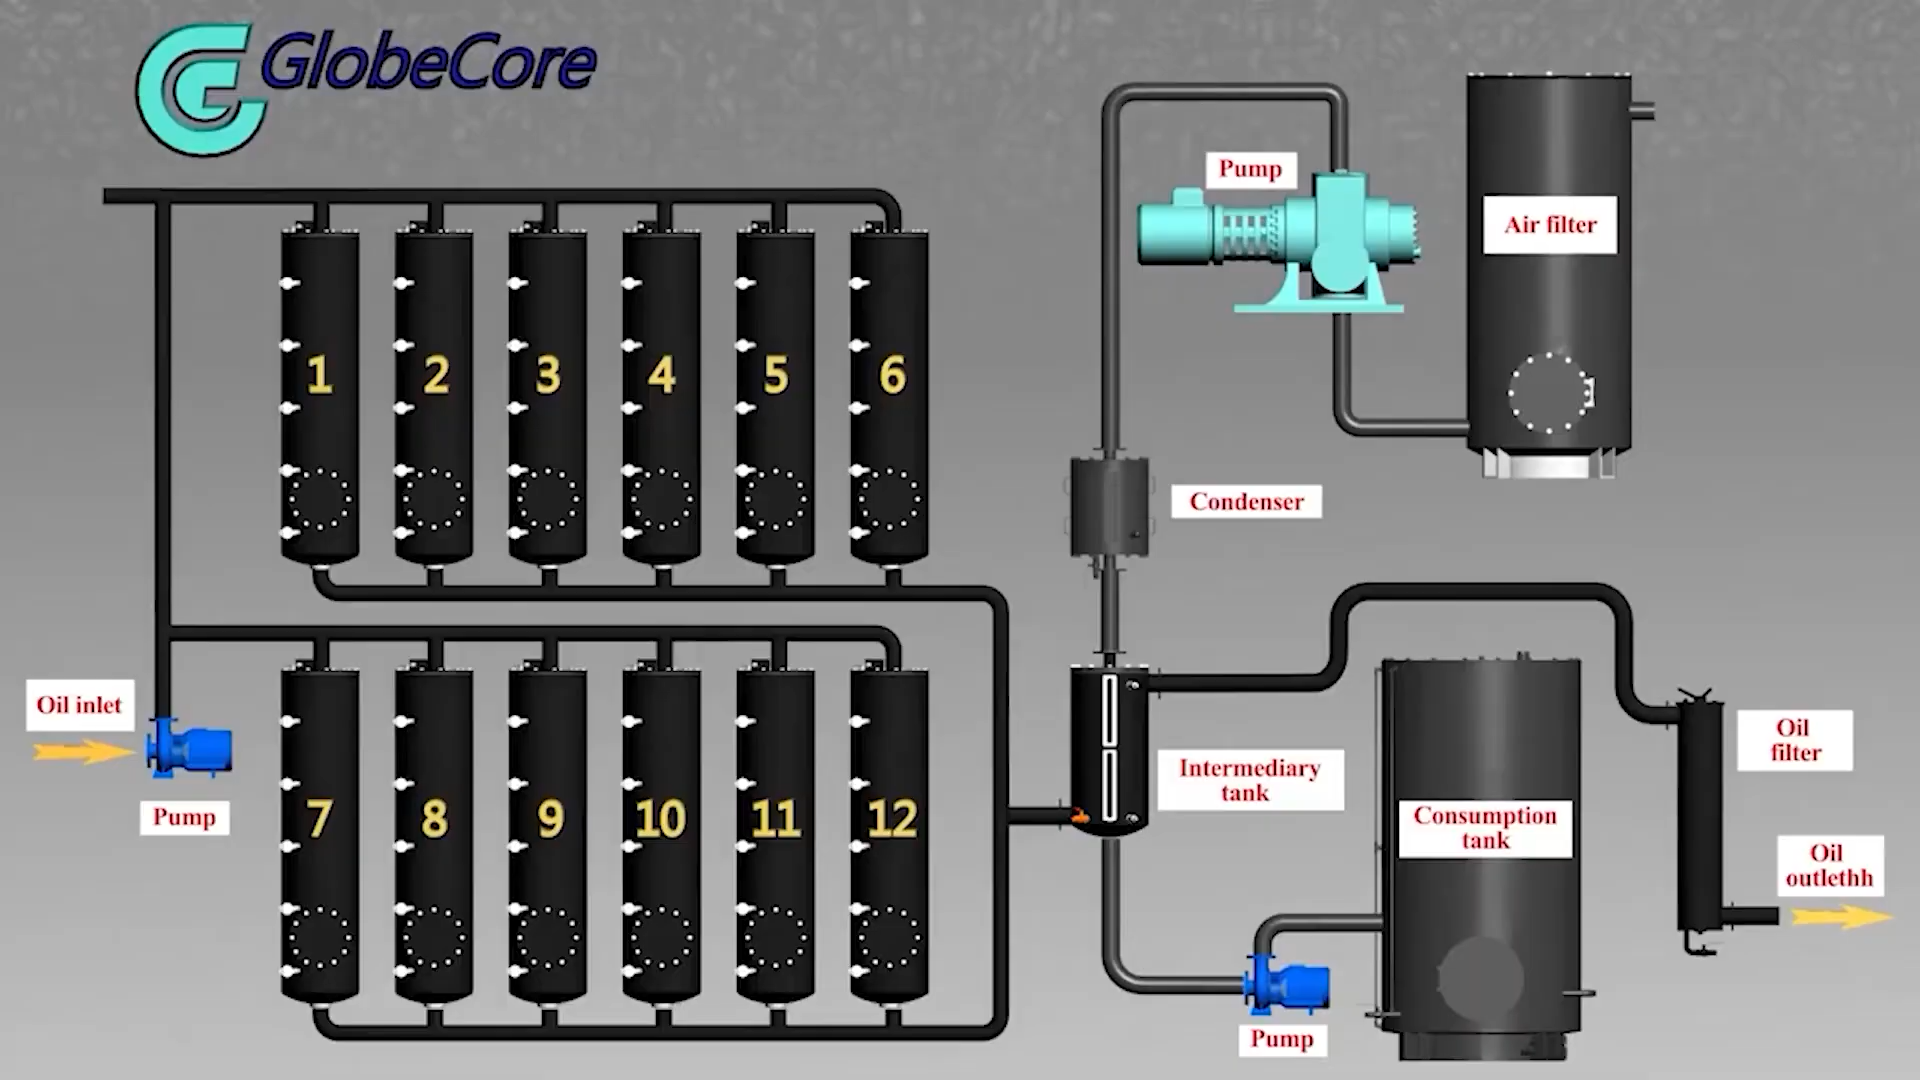 GlobeCore
Pump
Air filter
1
2
3
4
5
6
Condenser
Oil inlet
Pump
7
8
9
10
11
12
Intermediary
tank
Consumption
tank
Oil
filter
Oil
outlethh
Pump